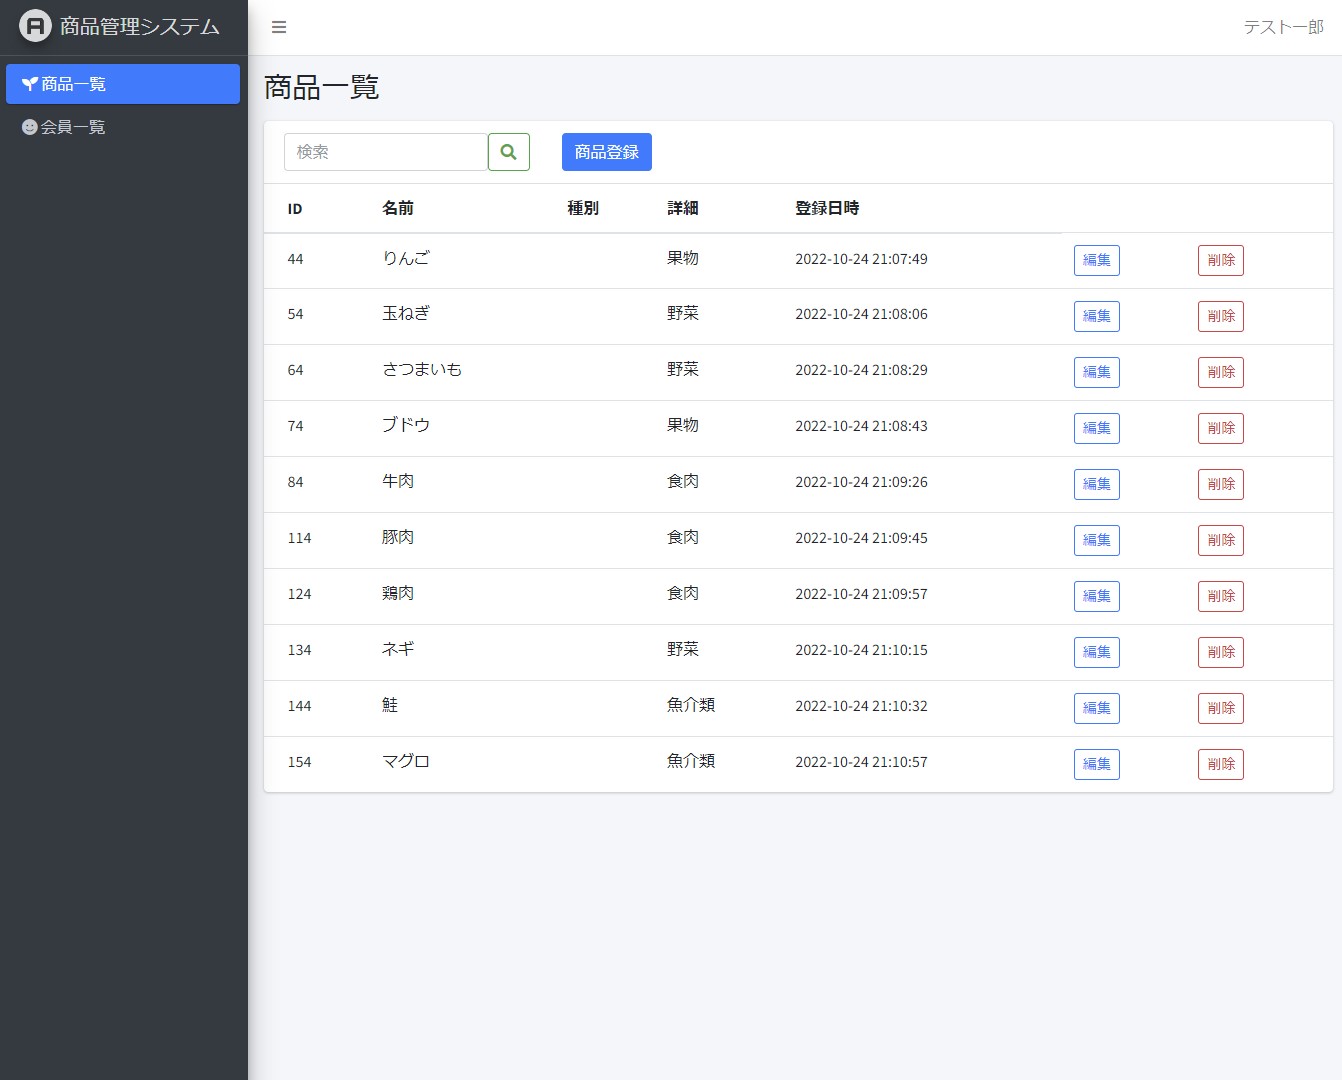 商品管理システム
テスト一郎
商品一覧
会員一覧
商品一覧
検索
商品登録
ID 名前 種別 詳細 登録日時
44 りんご 果物 2022-10-24 21:07:49 編集 削除
54 玉ねぎ 野菜 2022-10-24 21:08:06 編集 削除
64 さつまいも 野菜 2022-10-24 21:08:29 編集 削除
74 ブドウ 果物 2022-10-24 21:08:43 編集 削除
84 牛肉 食肉 2022-10-24 21:09:26 編集 削除
114 豚肉 食肉 2022-10-24 21:09:45 編集 削除
124 鶏肉 食肉 2022-10-24 21:09:57 編集 削除
134 ネギ 野菜 2022-10-24 21:10:15 編集 削除
144 鮭 魚介類 2022-10-24 21:10:32 編集 削除
154 マグロ 魚介類 2022-10-24 21:10:57 編集 削除